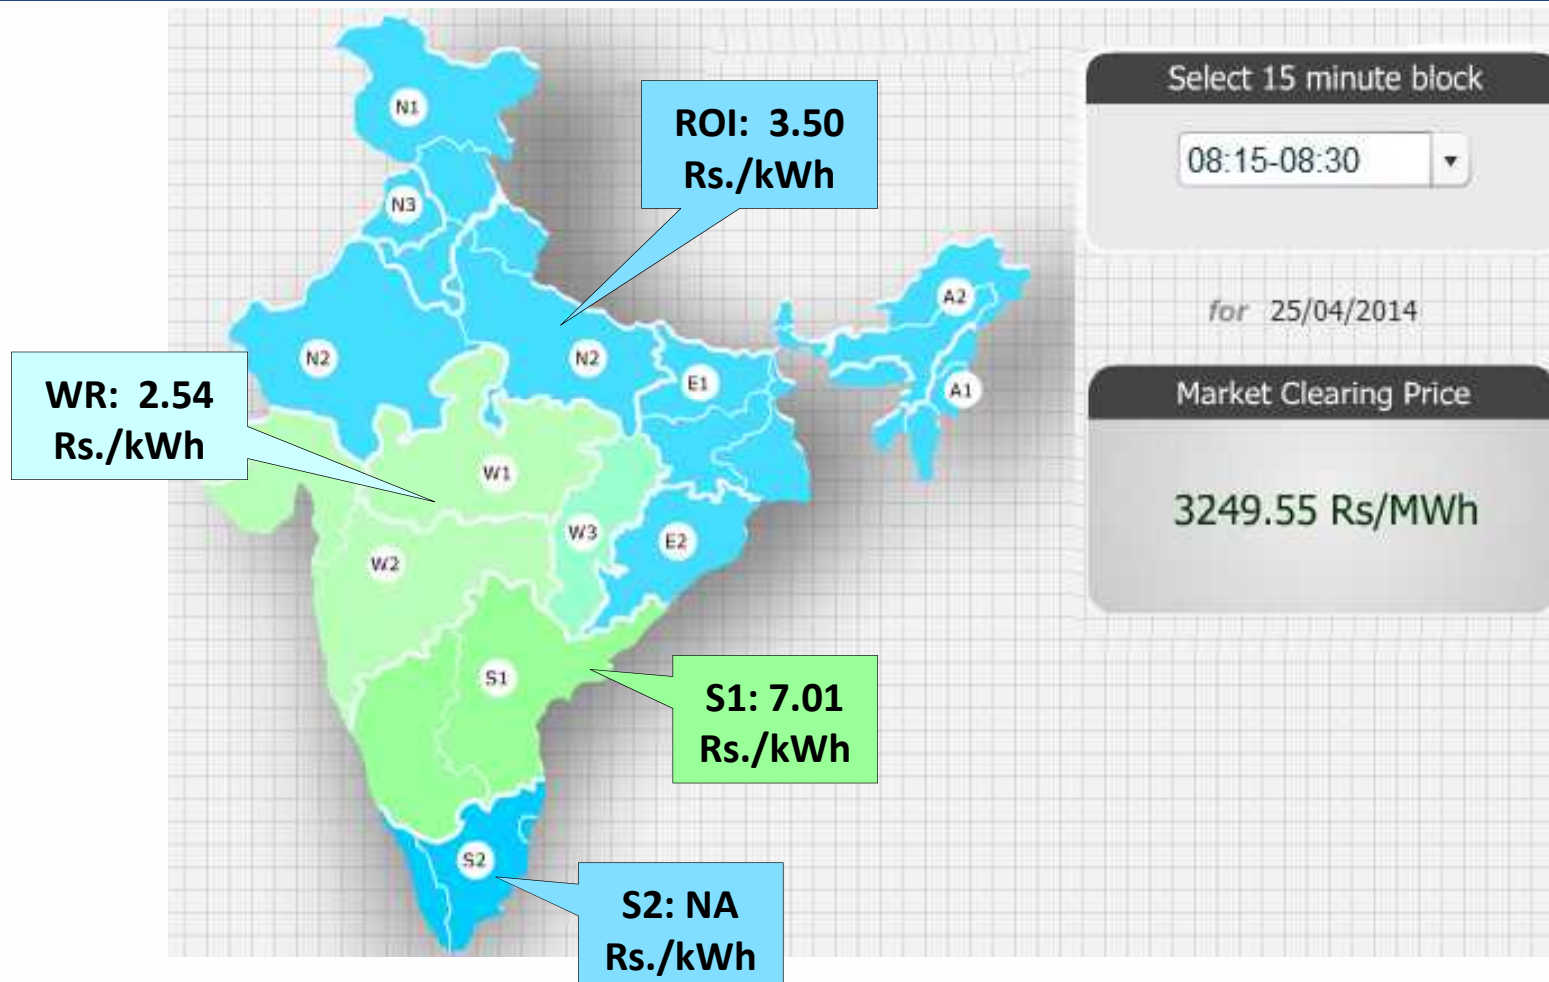 Select 15 minute block
08:15-08:30
for 25/04/2014
Market Clearing Price
3249.55 Rs/MWh
ROI: 3.50
Rs./kWh
WR: 2.54
Rs./kWh
S1: 7.01
Rs./kWh
S2: NA
Rs./kWh
N1
N3
N2
N2
E1
A2
A1
W1
W3
W2
E2
S1
S2